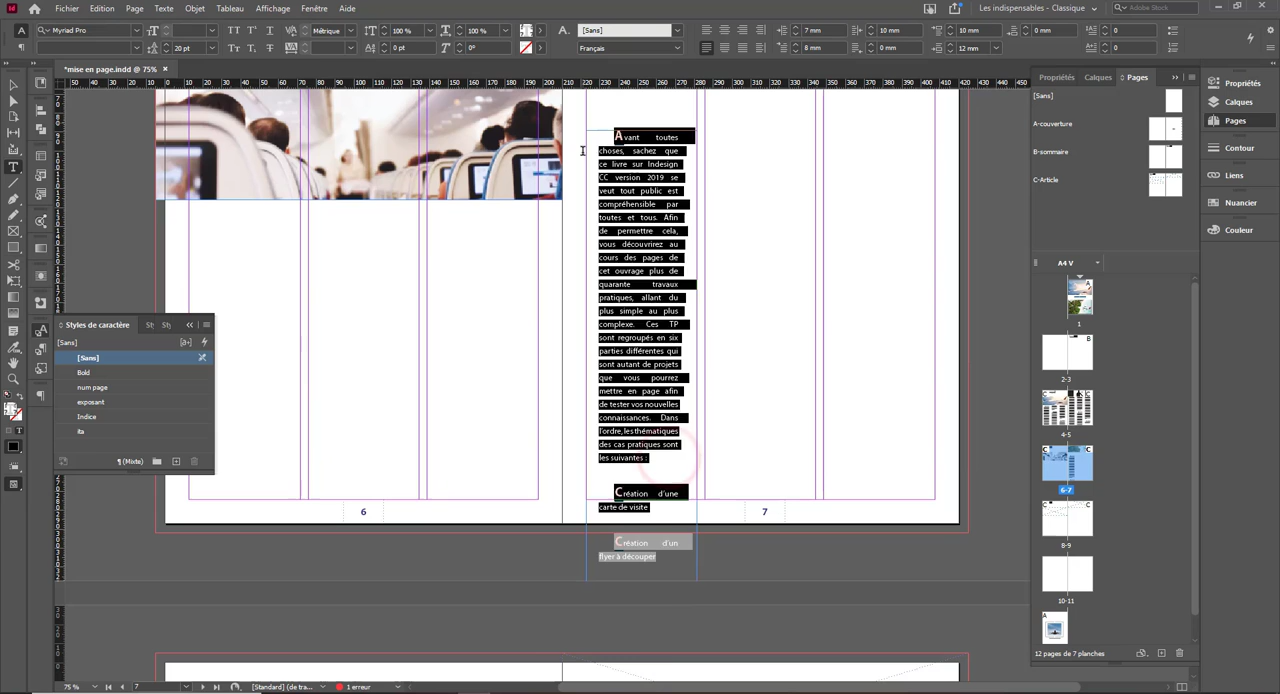 Fichier Edition Page Texte Objet Tableau Affichage Fenêtre Aide
Les indispensables - Classique
Adobe Stock
Myriad Pro
Métrique
100 %
100 %
[Sans]
7 mm
10 mm
10 mm
0 mm
0
20 pt
0 pt
0°
Français
8 mm
0 mm
12 mm
0
*mise en page.indd @ 75%
Propriétés Calques Pages
[Sans]
A-couverture
B-sommaire
C-Article
A4 V
1
2-3
4-5
6-7
8-9
10-11
12 pages de 7 planches
Propriétés
Calques
Pages
Contour
Liens
Nuancier
Couleur
Avant toutes
choses, sachez que
ce livre sur Indesign
CC version 2019 se
veut tout public est
compréhensible par
toutes et tous. Afin
de permettre cela,
vous découvrirez au
cours des pages de
cet ouvrage plus de
quarante travaux
pratiques, allant du
plus simple au plus
complexe. Ces TP
sont regroupés en six
parties différentes qui
sont autant de projets
que vous pourrez
mettre en page afin
de tester vos nouvelles
connaissances. Dans
l'ordre, les thématiques
des cas pratiques sont
les suivantes :
Création d'une
carte de visite
Création d'un
flyer à découper
6
7
Styles de caractère
[Sans]
[Sans]
Bold
num page
exposant
Indice
ita
¶ (Mixte)
75 %
7
[Standard] (de tra...
1 erreur